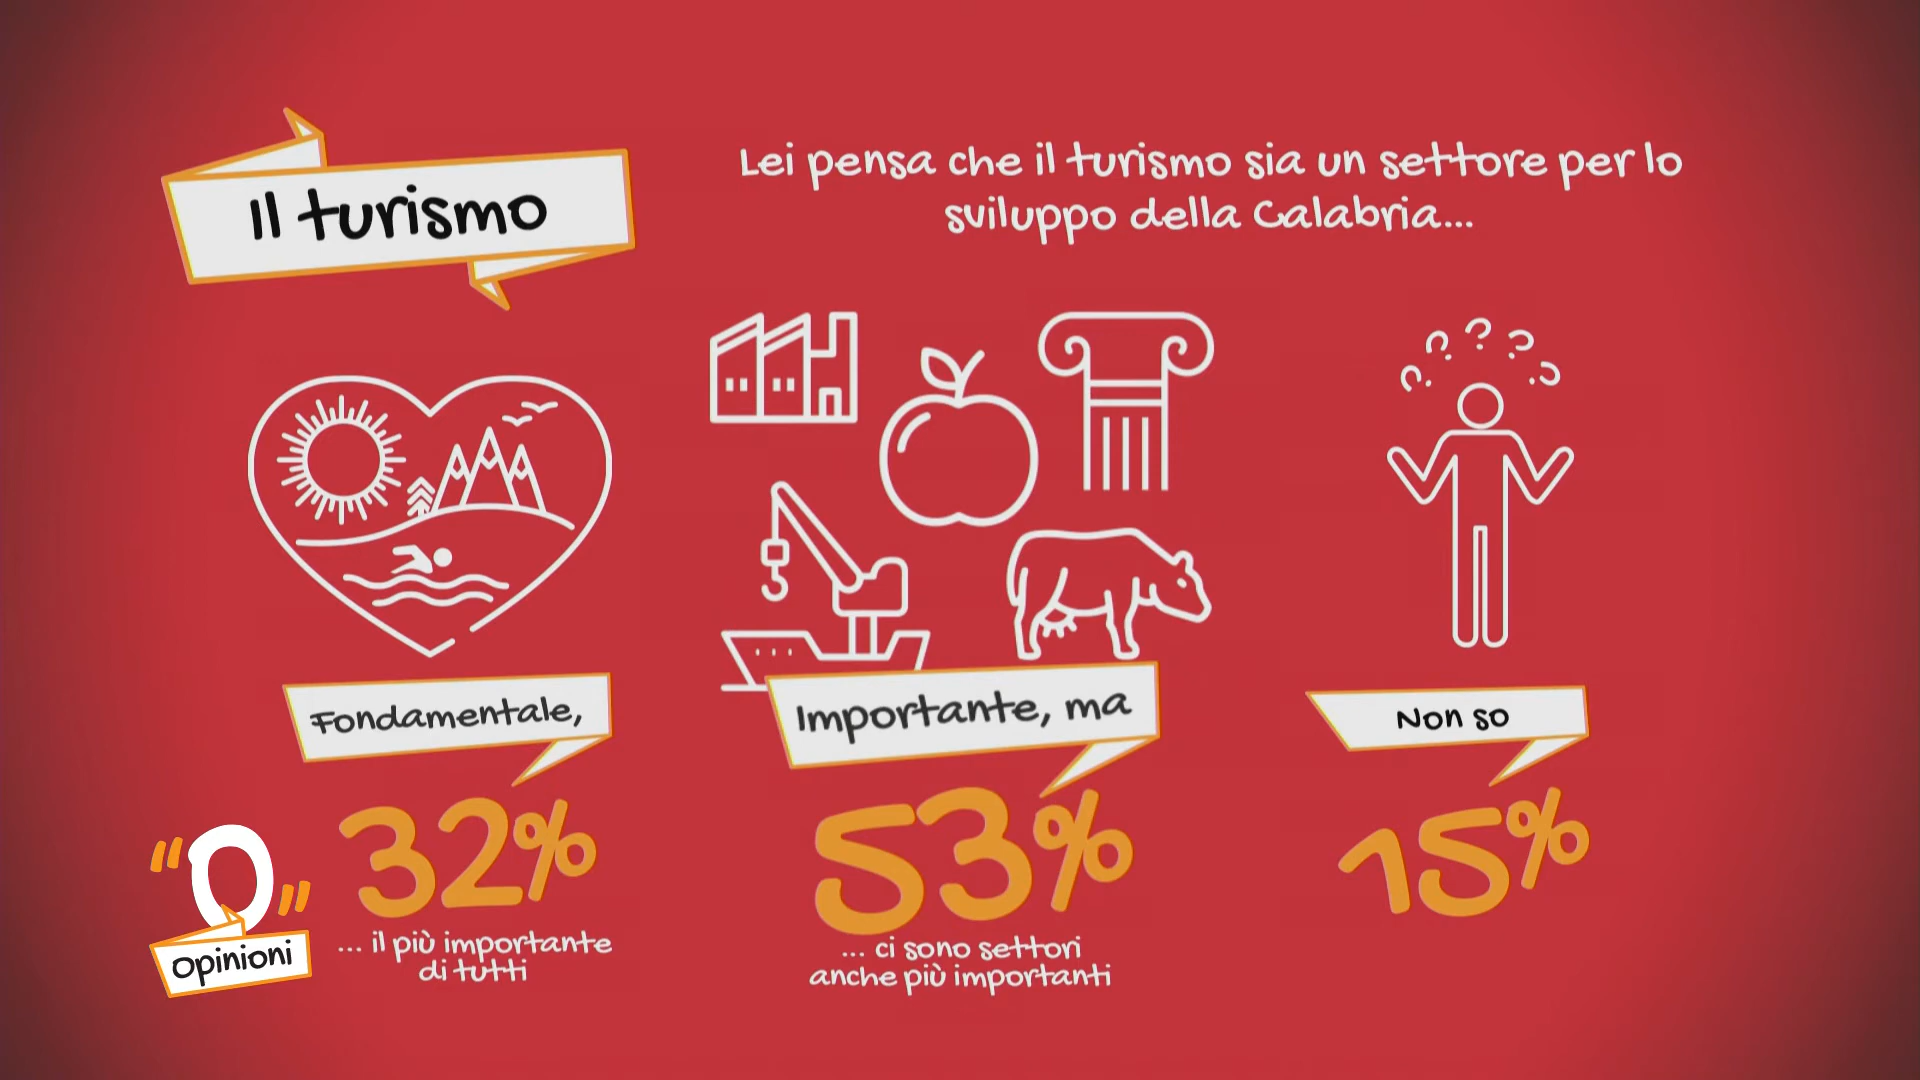 Il turismo
Lei pensa che il turismo sia un settore per lo
sviluppo della Calabria...
? ? ? ? ?
Fondamentale,
32%
... il più importante
di tutti
Importante, ma
53%
... ci sono settori
anche più importanti
Non so
15%
"O"
opinioni